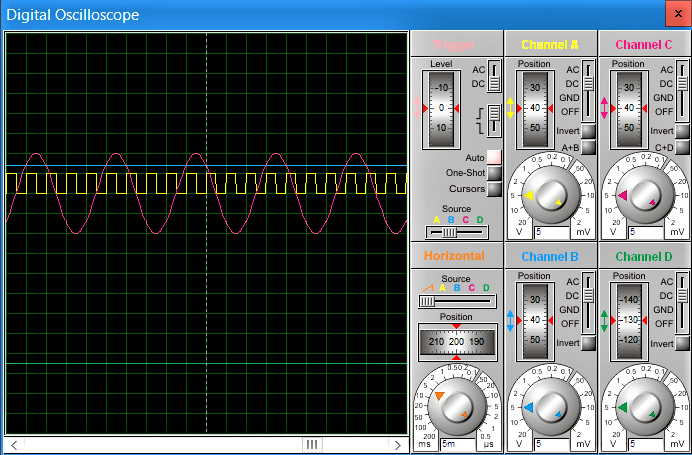 Digital Oscilloscope
x
Trigger
Level
-10
0
10
AC
DC
Auto
One-Shot
Cursors
Source
A B C D
Channel A
Position
30
40
50
AC
DC
GND
OFF
Invert
A+B
20 10 5 2 1 0.5 0.2 0.1 50 20 10 5 2
V 5 mV
Channel C
Position
30
40
50
AC
DC
GND
OFF
Invert
C+D
20 10 5 2 1 0.5 0.2 0.1 50 20 10 5 2
V 5 mV
Horizontal
Source
A B C D
Position
210 200 190
200 100 50 20 10 5 2 1 0.5 0.2 0.1 50 20 10 5 2 1 0.5
ms 5m µs
Channel B
Position
30
40
50
AC
DC
GND
OFF
Invert
20 10 5 2 1 0.5 0.2 0.1 50 20 10 5 2
V 5 mV
Channel D
Position
-140
-130
-120
AC
DC
GND
OFF
Invert
20 10 5 2 1 0.5 0.2 0.1 50 20 10 5 2
V 5 mV